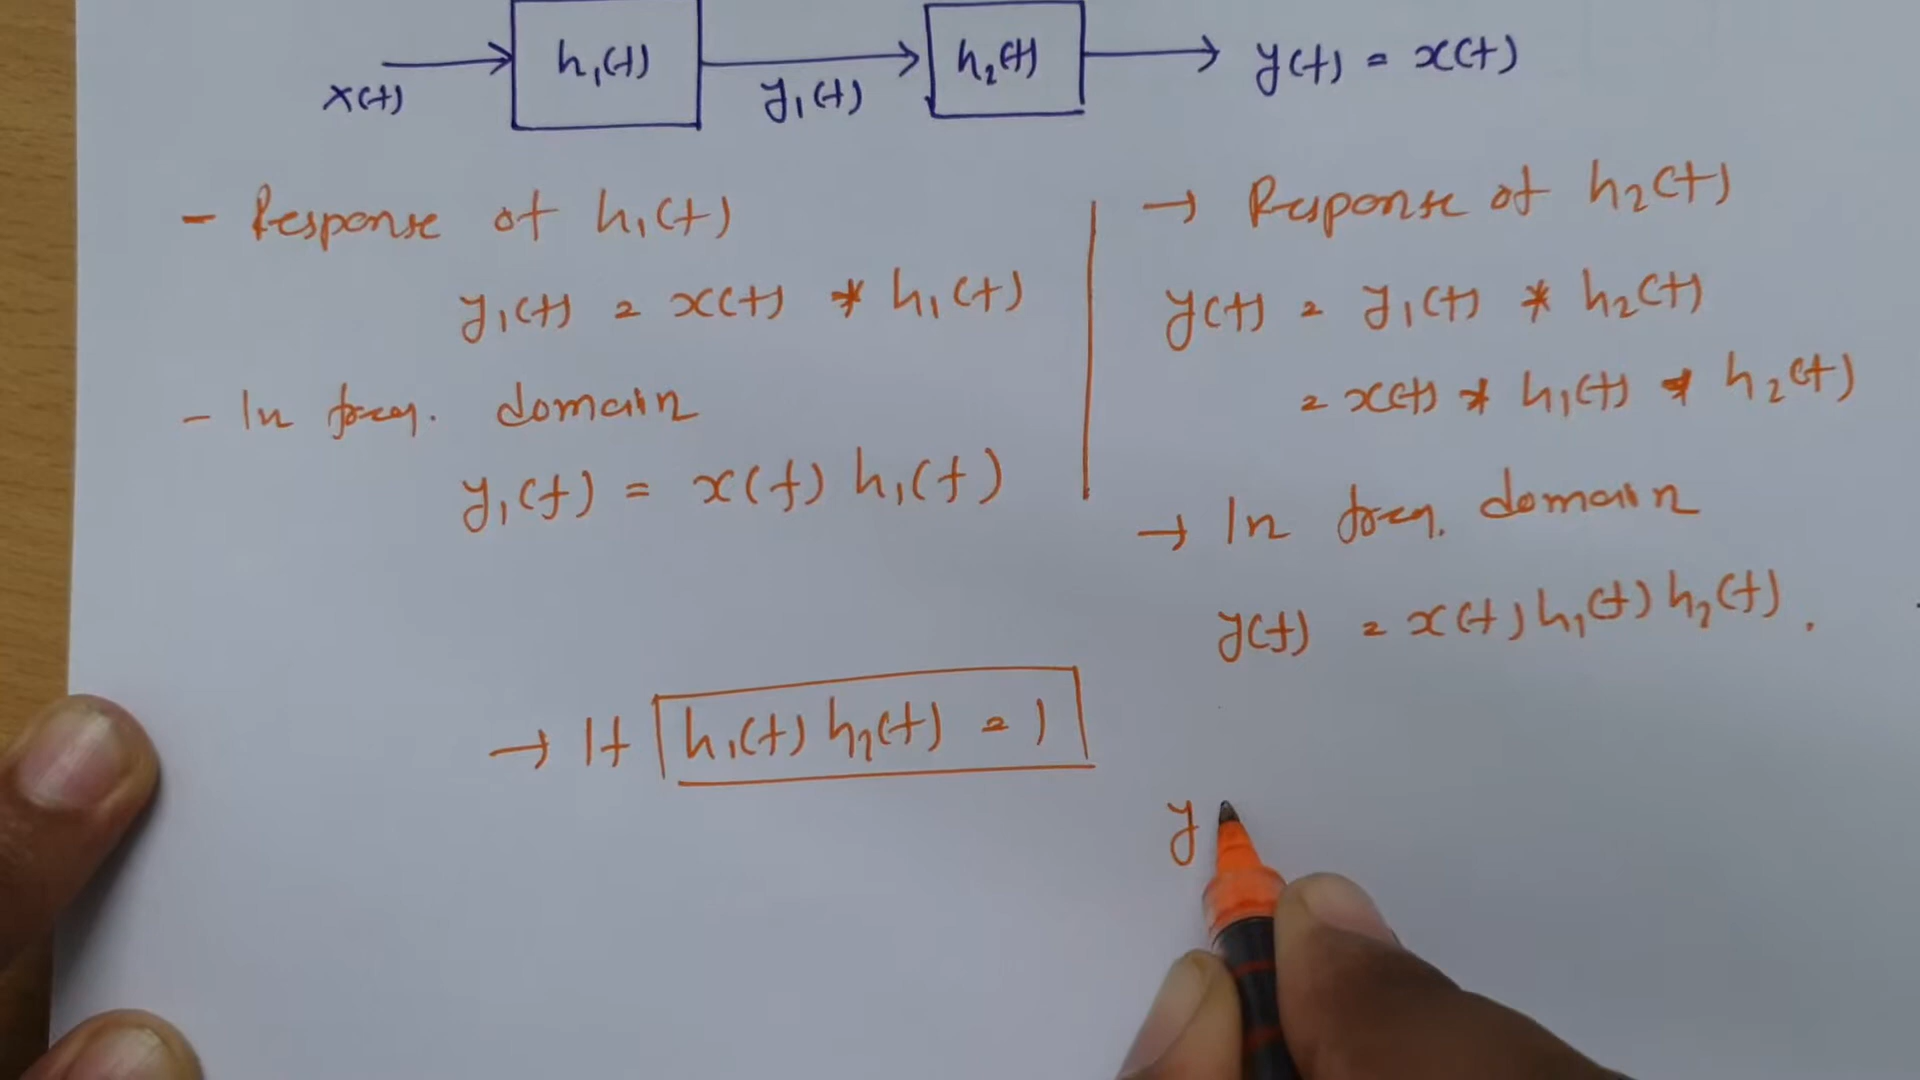 x(t) h₁(t) y₁(t) h₂(t) y(t) = x(t)
- Response of h₁(t)
y₁(t) = x(t) * h₁(t)
- In freq. domain
y₁(f) = x(f) h₁(f)
→ Response of h₂(t)
y(t) = y₁(t) * h₂(t)
= x(t) * h₁(t) * h₂(t)
→ In freq. domain
y(f) = x(f) h₁(f) h₂(f).
→ If h₁(f) h₂(f) = 1
y